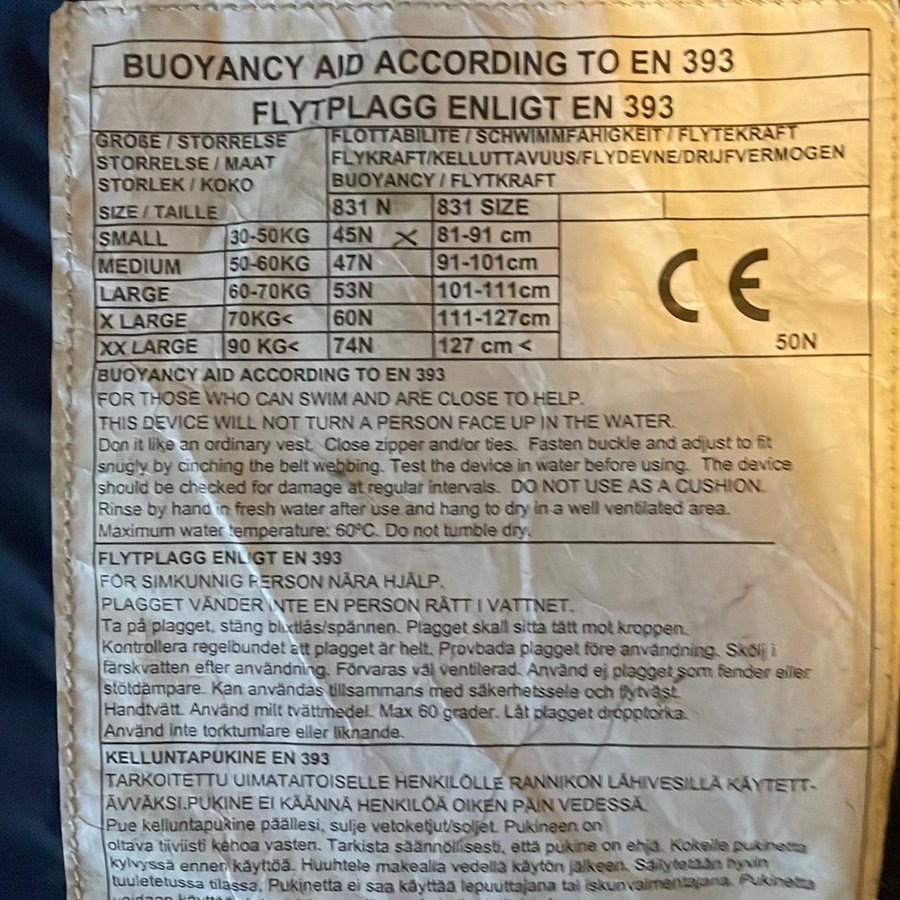 BUOYANCY AID ACCORDING TO EN 393
FLYTPLAGG ENLIGT EN 393
GROßE / STORRELSE
STORRELSE / MAAT
STORLEK / KOKO
SIZE / TAILLE
FLOTTABILITE / SCHWIMMFÄHIGKEIT / FLYTEKRAFT
FLYKRAFT/KELLUTTAVUUS/FLYDEVNE/DRIJFVERMOGEN
BUOYANCY / FLYTKRAFT
831 N 831 SIZE
SMALL 30-50KG 45N X 81-91 cm
MEDIUM 50-60KG 47N 91-101cm
LARGE 60-70KG 53N 101-111cm
X LARGE 70KG< 60N 111-127cm
XX LARGE 90 KG< 74N 127 cm <
CE
50N
BUOYANCY AID ACCORDING TO EN 393
FOR THOSE WHO CAN SWIM AND ARE CLOSE TO HELP.
THIS DEVICE WILL NOT TURN A PERSON FACE UP IN THE WATER.
Don it like an ordinary vest. Close zipper and/or ties. Fasten buckle and adjust to fit
snugly by cinching the belt webbing. Test the device in water before using. The device
should be checked for damage at regular intervals. DO NOT USE AS A CUSHION.
Rinse by hand in fresh water after use and hang to dry in a well ventilated area.
Maximum water temperature: 60ºC. Do not tumble dry.
FLYTPLAGG ENLIGT EN 393
FÖR SIMKUNNIG PERSON NÄRA HJÄLP.
PLAGGET VÄNDER INTE EN PERSON RÄTT I VATTNET.
Ta på plagget, stäng blixtlås/spännen. Plagget skall sitta tätt mot kroppen.
Kontrollera regelbundet att plagget är helt. Provbada plagget före användning. Skölj i
färskvatten efter användning. Förvaras väl ventilerad. Använd ej plagget som fender eller
stötdämpare. Kan användas tillsammans med säkerhetssele och flytväst.
Handtvätt. Använd milt tvättmedel. Max 60 grader. Låt plagget dropptorka.
Använd inte torktumlare eller liknande.
KELLUNTAPUKINE EN 393
TARKOITETTU UIMATAITOISELLE HENKILÖLLE RANNIKON LÄHIVESILLÄ KÄYTETT-
ÄVÄKSI.PUKINE EI KÄÄNNÄ HENKILÖÄ OIKEN PÄIN VEDESSÄ.
Pue kelluntapukine päällesi, sulje vetoketjut/soljet. Pukineen on
oltava tiiviisti kehoa vasten. Tarkista säännöllisesti, että pukine on ehjä. Kokeile pukinetta
kylvyssä ennen käyttöä. Huuhtele makealla vedellä käytön jälkeen. Säilytetään hyvin
tuuletetussa tilassa. Pukinetta ei saa käyttää lepuuttajana tai iskunvaimentajana. Pukinetta